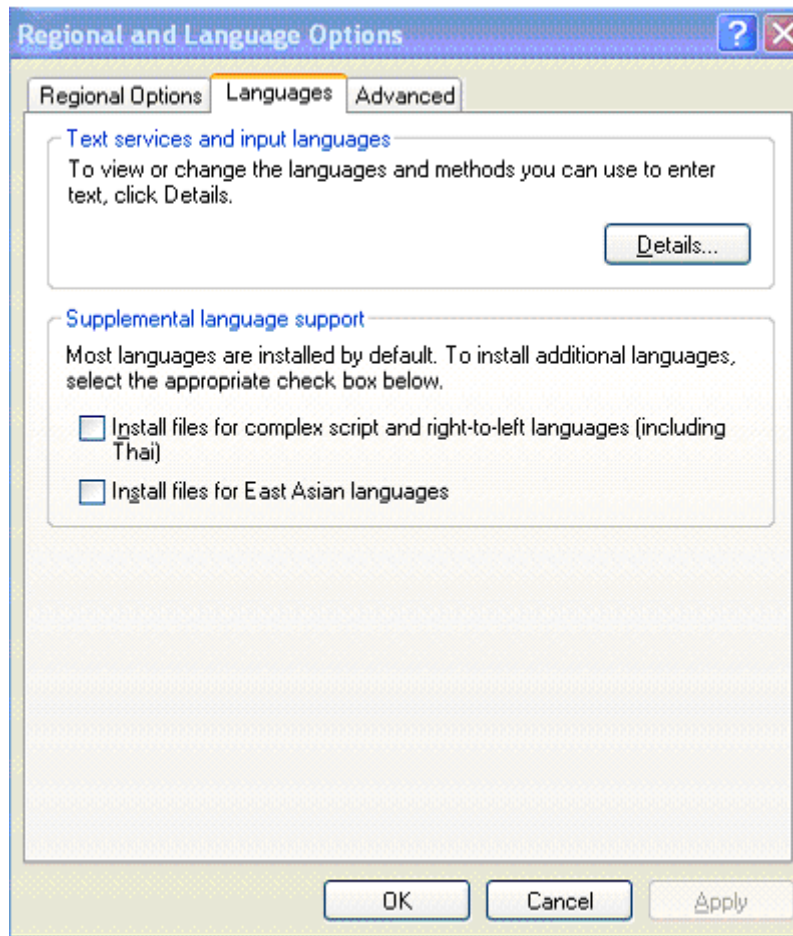 Regional and Language Options
Regional Options Languages Advanced
Text services and input languages
To view or change the languages and methods you can use to enter
text, click Details.
Details...
Supplemental language support
Most languages are installed by default. To install additional languages,
select the appropriate check box below.
Install files for complex script and right-to-left languages (including
Thai)
Install files for East Asian languages
OK Cancel Apply